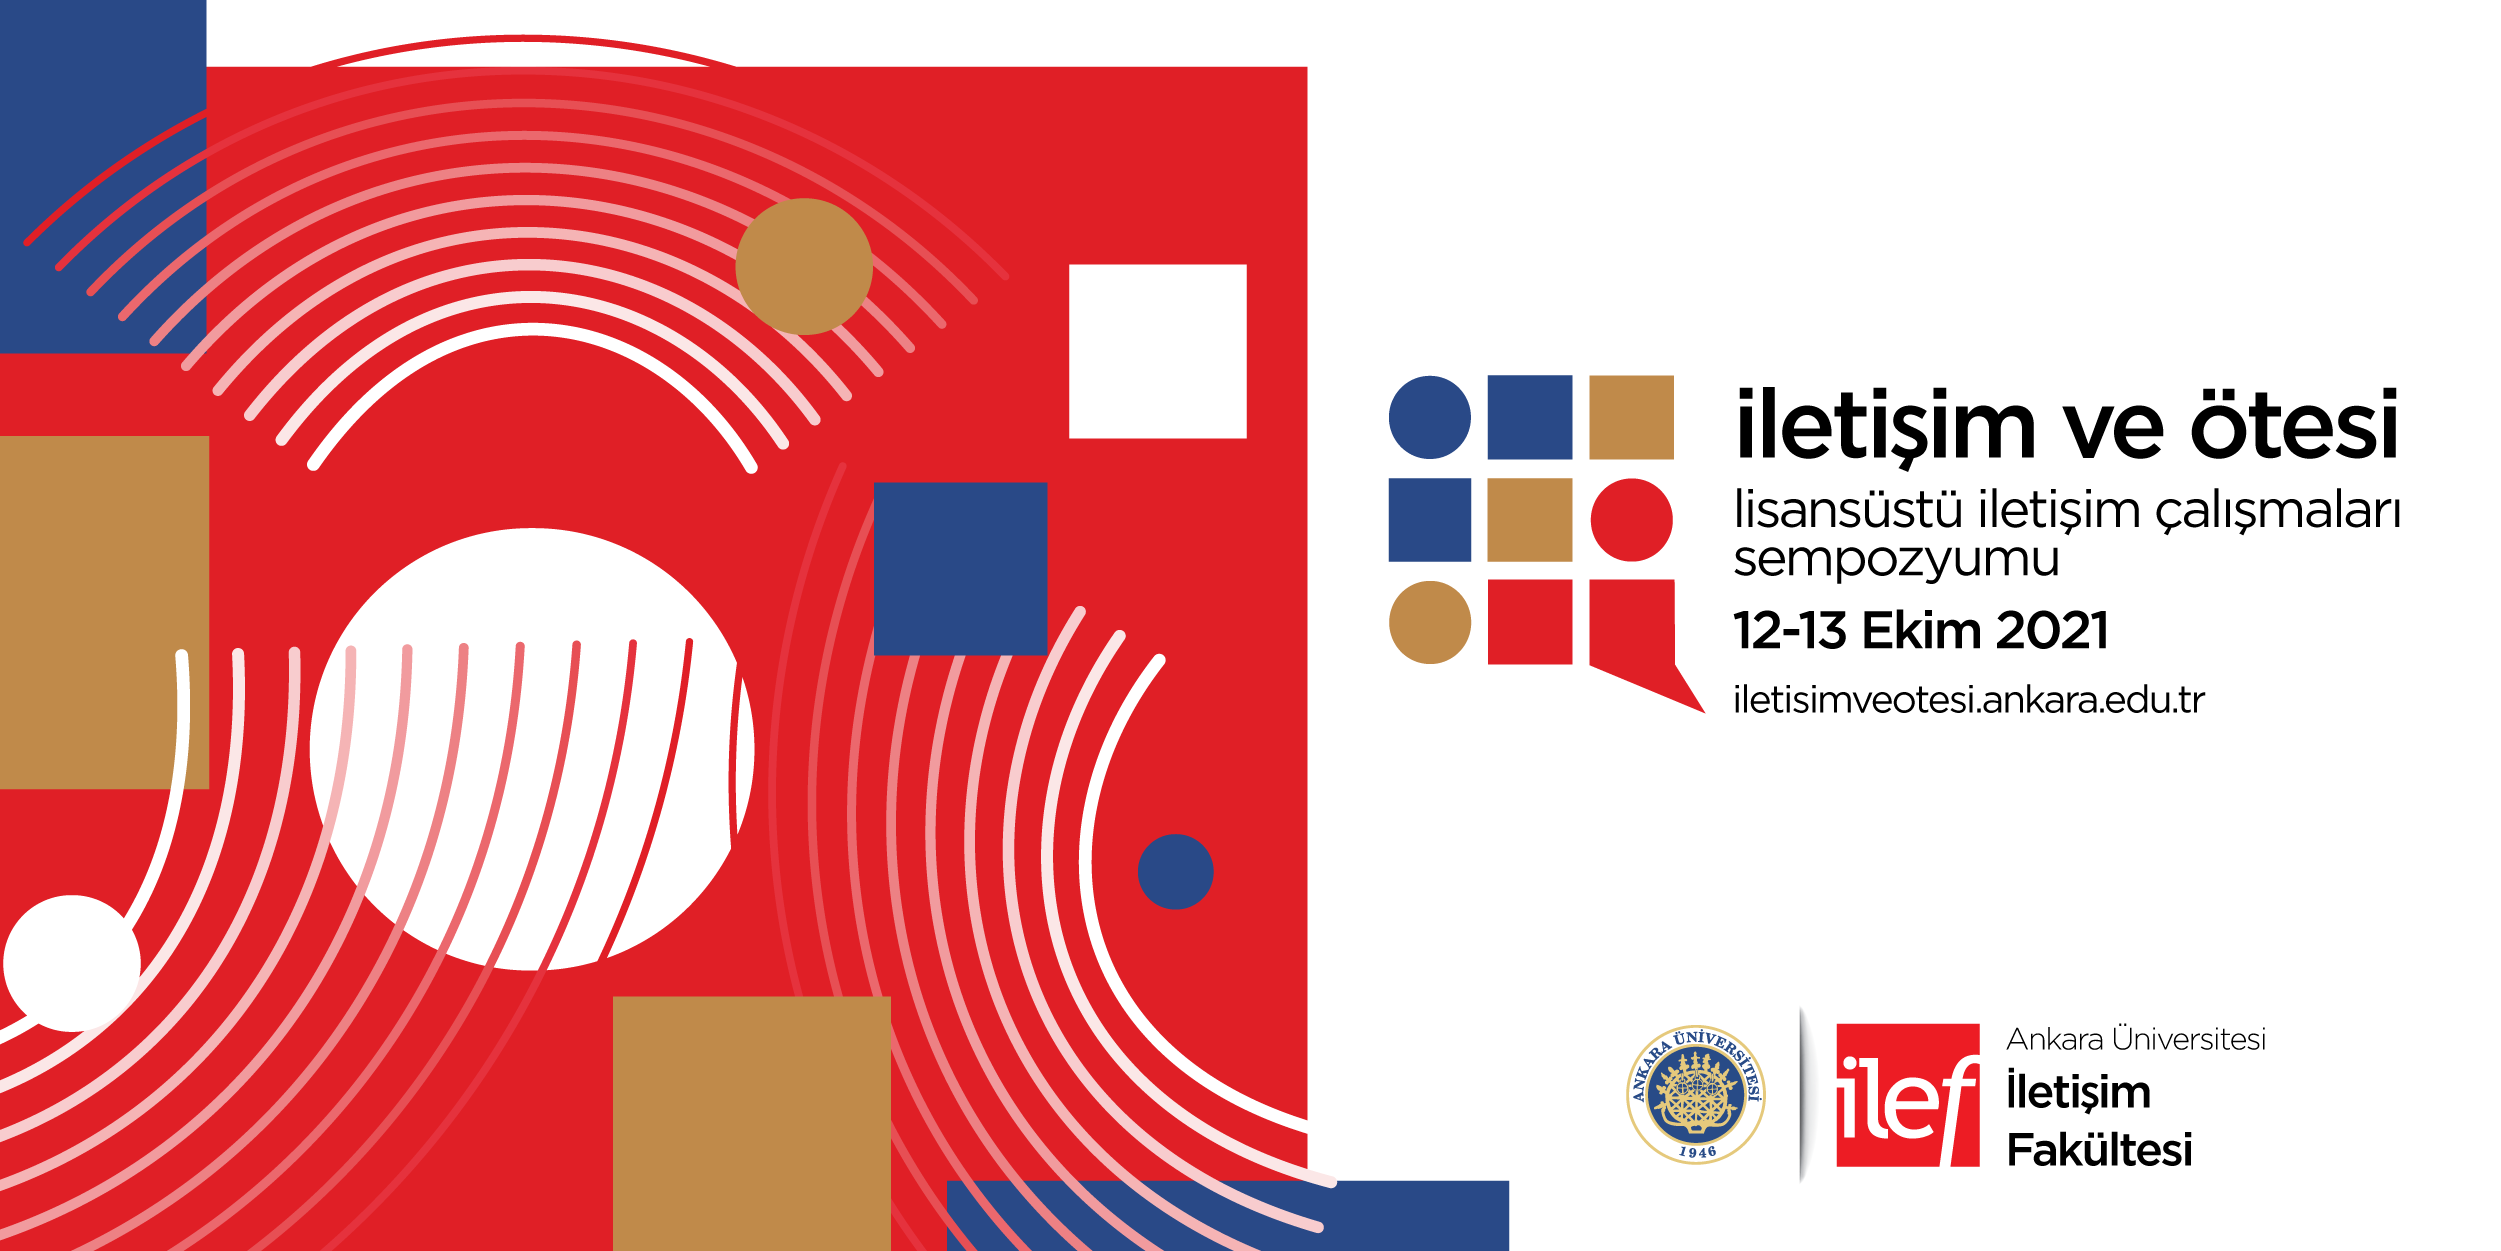 iletişim ve ötesi
lisansüstü iletişim çalışmaları
sempozyumu
12-13 Ekim 2021
iletisimveotesi.ankara.edu.tr
ANKARA ÜNİVERSİTESİ
1946
ilef
Ankara Üniversitesi
İletişim
Fakültesi